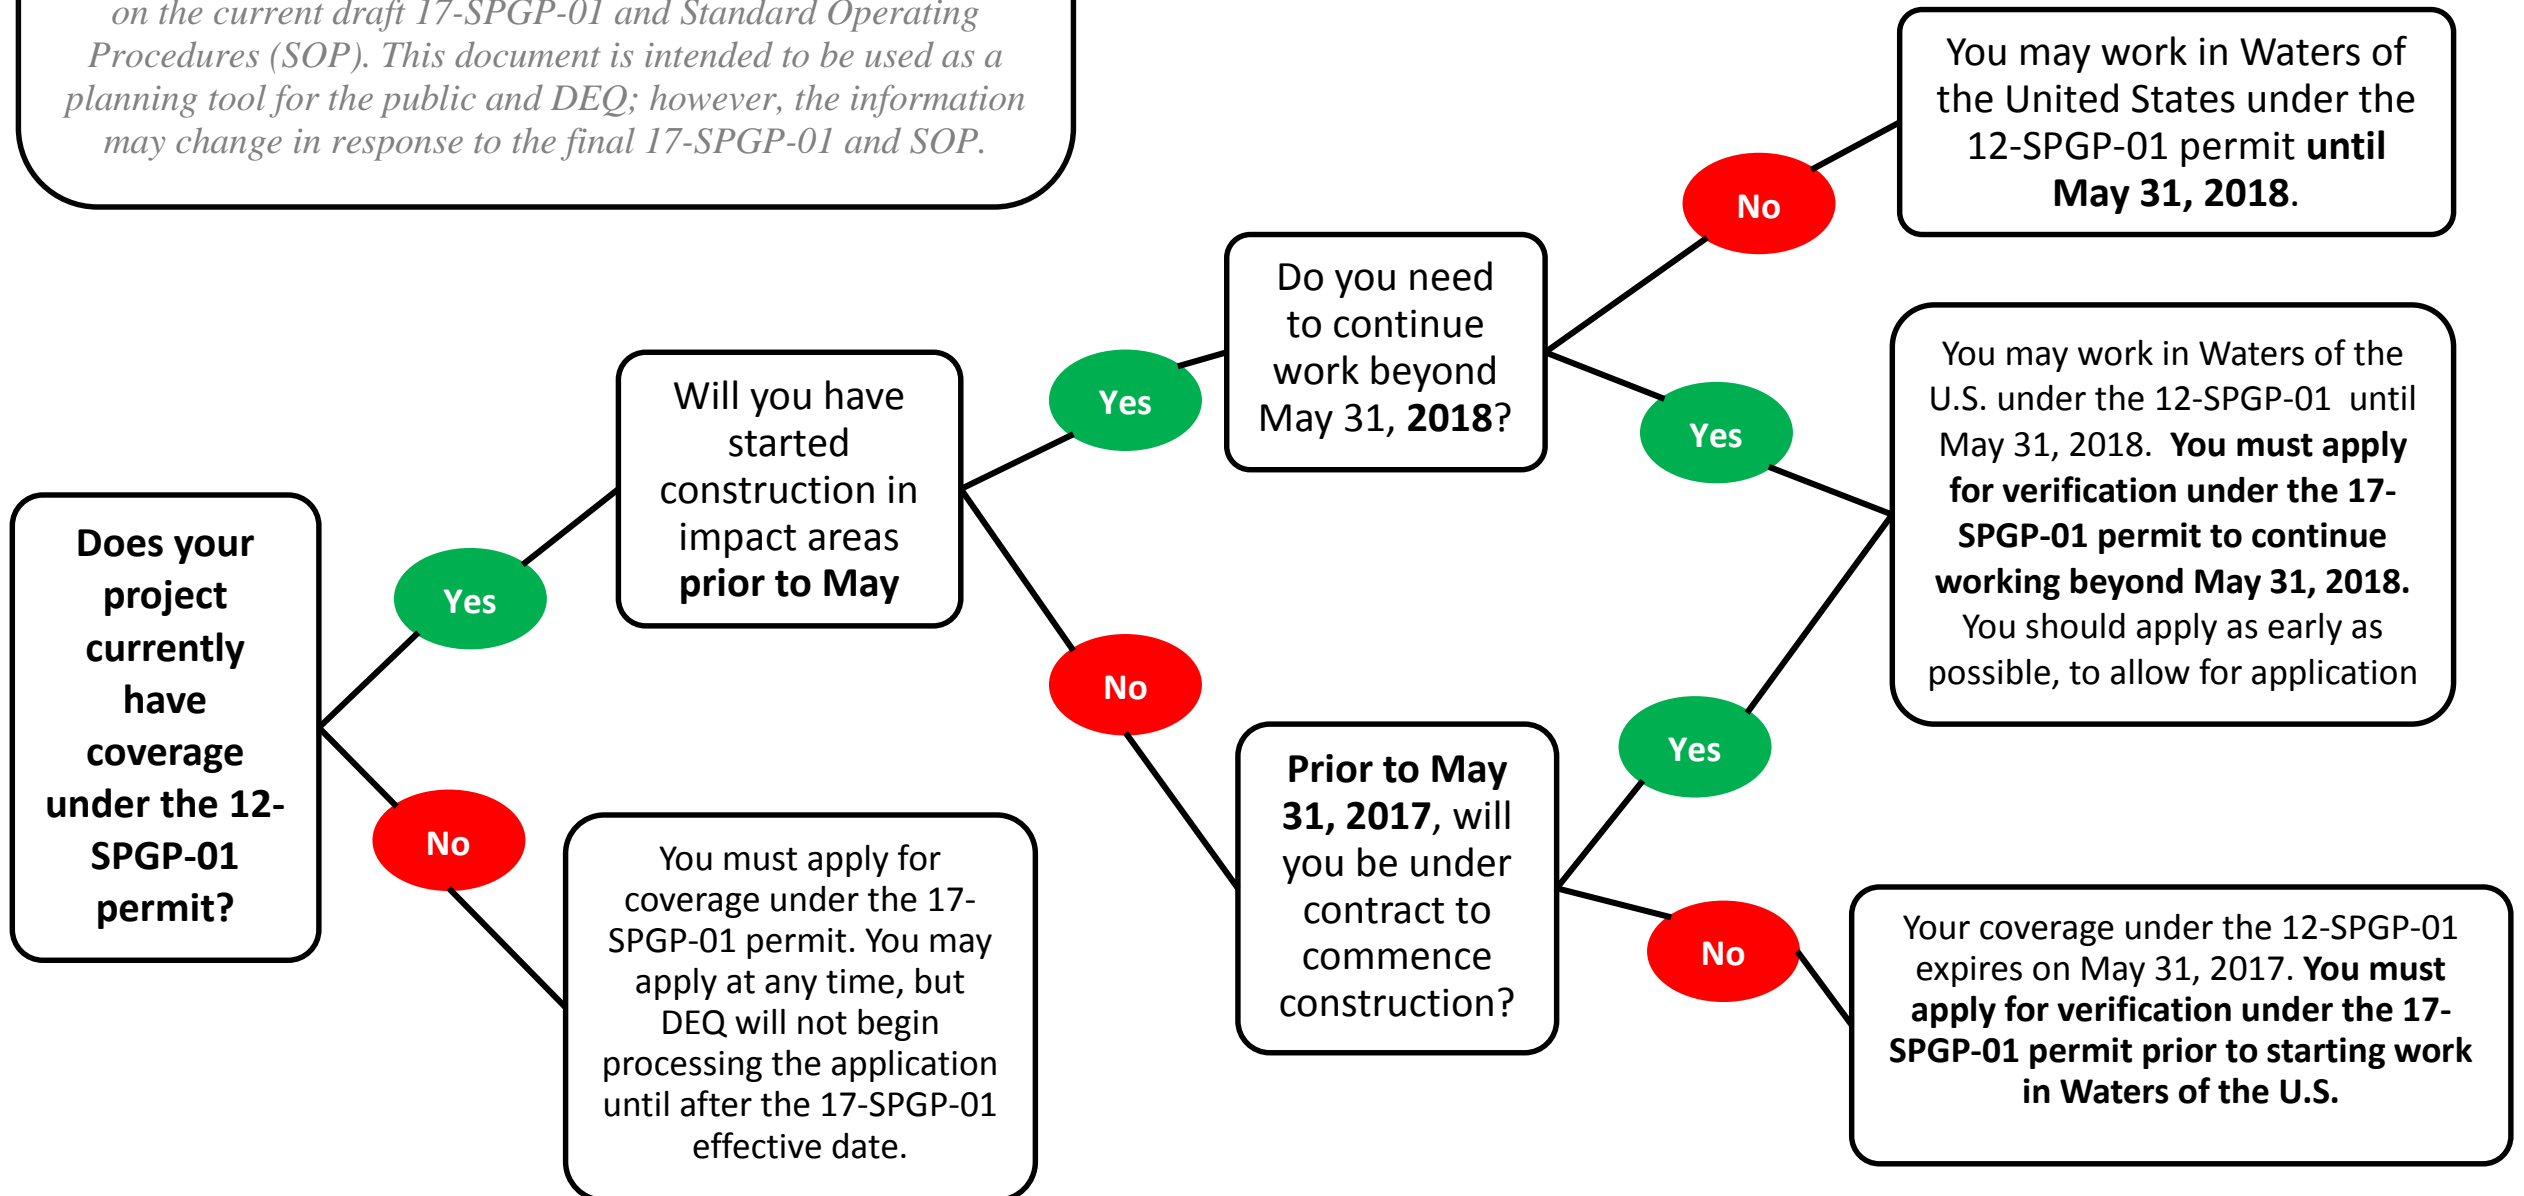 on the current draft 17-SPGP-01 and Standard Operating
Procedures (SOP). This document is intended to be used as a
planning tool for the public and DEQ; however, the information
may change in response to the final 17-SPGP-01 and SOP.
Does your
project
currently
have
coverage
under the 12-
SPGP-01
permit?
Yes
No
Will you have
started
construction in
impact areas
prior to May
You must apply for
coverage under the 17-
SPGP-01 permit. You may
apply at any time, but
DEQ will not begin
processing the application
until after the 17-SPGP-01
effective date.
Yes
No
Do you need
to continue
work beyond
May 31, 2018?
Prior to May
31, 2017, will
you be under
contract to
commence
construction?
No
Yes
Yes
No
You may work in Waters of
the United States under the
12-SPGP-01 permit until
May 31, 2018.
You may work in Waters of the
U.S. under the 12-SPGP-01 until
May 31, 2018. You must apply
for verification under the 17-
SPGP-01 permit to continue
working beyond May 31, 2018.
You should apply as early as
possible, to allow for application
Your coverage under the 12-SPGP-01
expires on May 31, 2017. You must
apply for verification under the 17-
SPGP-01 permit prior to starting work
in Waters of the U.S.